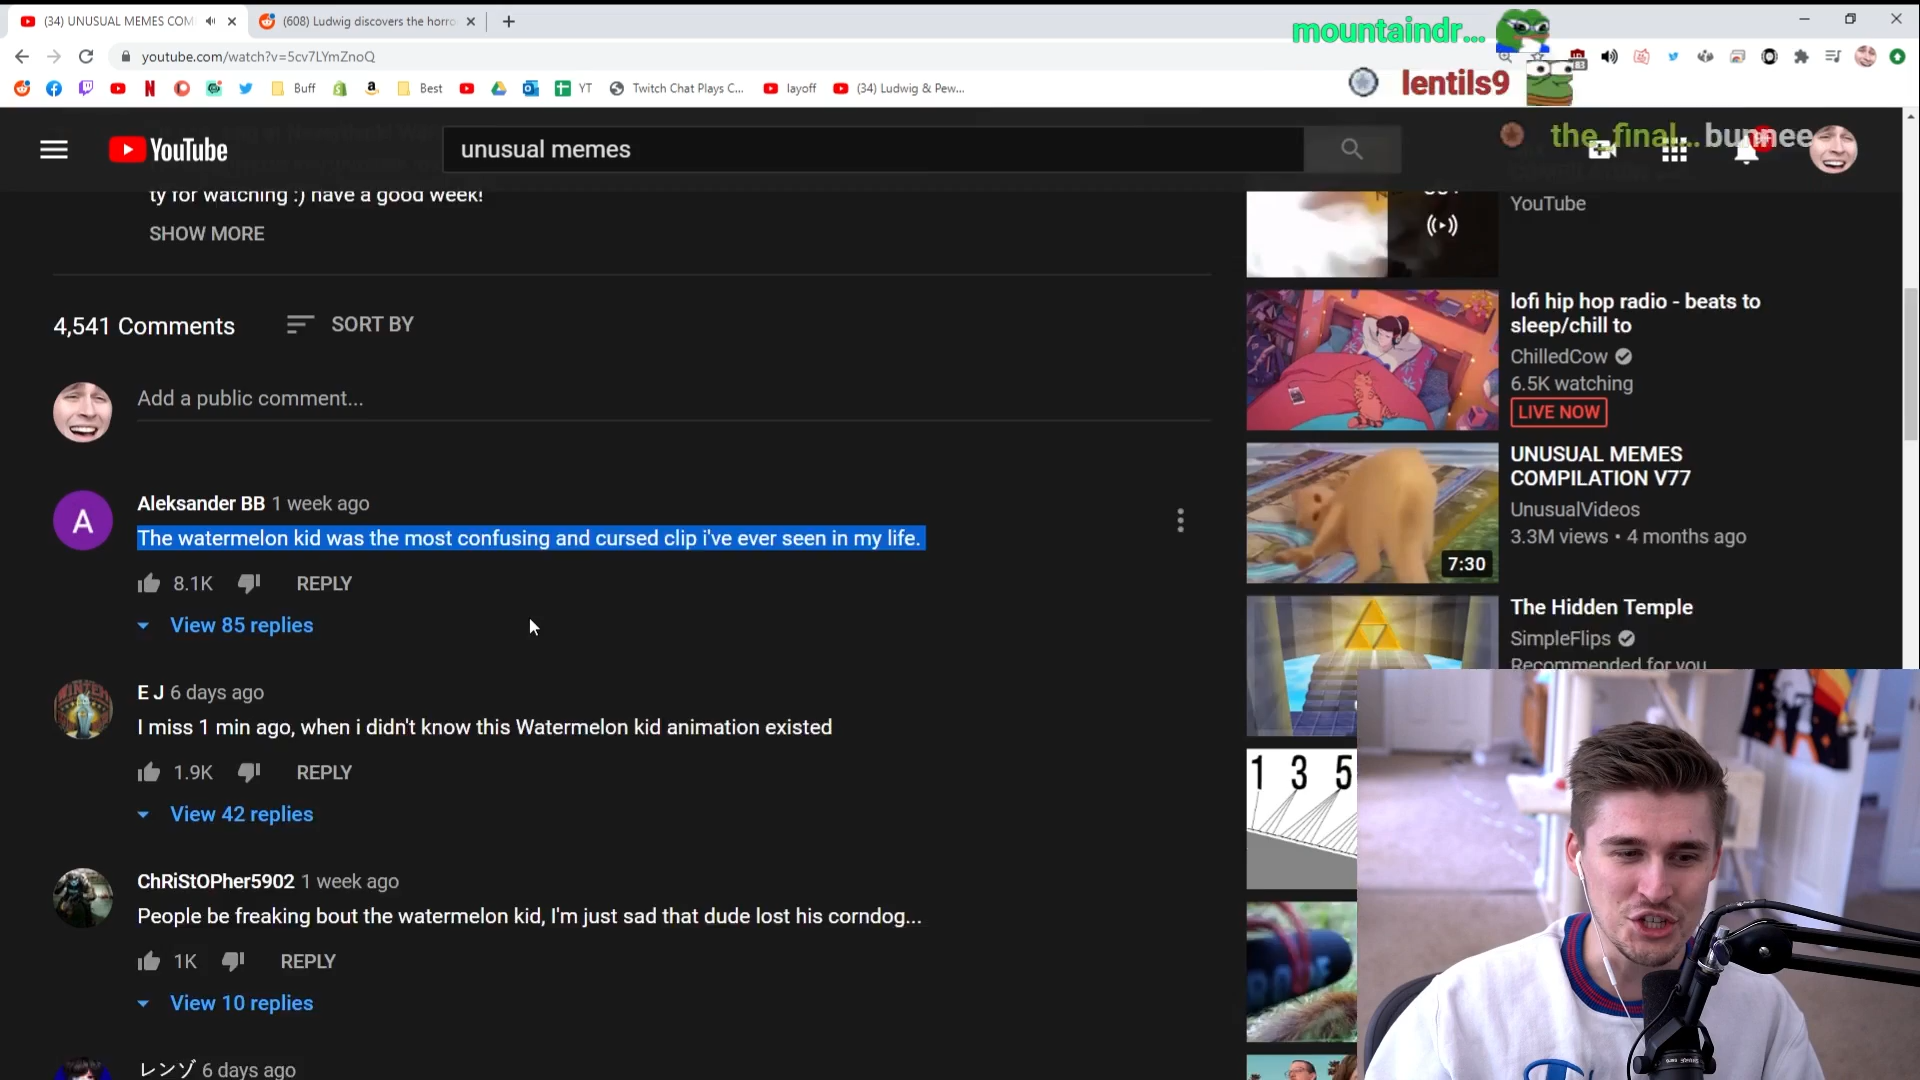 (34) UNUSUAL MEMES COM
(608) Ludwig discovers the horro
mountaindr...
youtube.com/watch?v=5cv7LYmZnoQ
Buff
Best
YT
Twitch Chat Plays C...
layoff
(34) Ludwig & Pew...
lentils9
YouTube
unusual memes
the_final... bunnee
ty for watching :) have a good week!
SHOW MORE
YouTube
4,541 Comments
SORT BY
Add a public comment...
lofi hip hop radio - beats to
sleep/chill to
ChilledCow
6.5K watching
LIVE NOW
A
Aleksander BB 1 week ago
The watermelon kid was the most confusing and cursed clip i've ever seen in my life.
8.1K
REPLY
View 85 replies
7:30
UNUSUAL MEMES
COMPILATION V77
UnusualVideos
3.3M views • 4 months ago
E J 6 days ago
I miss 1 min ago, when i didn't know this Watermelon kid animation existed
1.9K
REPLY
View 42 replies
The Hidden Temple
SimpleFlips
Recommended for you
1 3 5
ChRiStOPher5902 1 week ago
People be freaking bout the watermelon kid, I'm just sad that dude lost his corndog...
1K
REPLY
View 10 replies
レンゾ 6 days ago